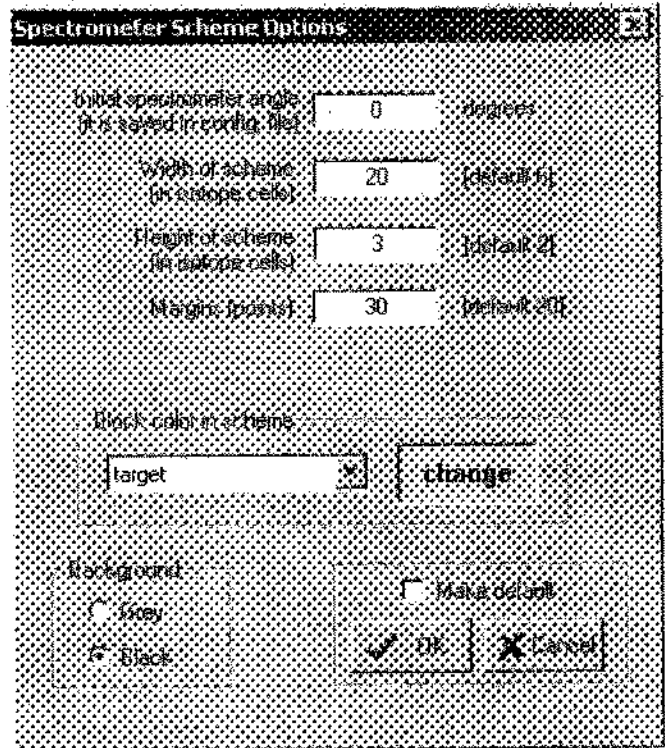 Spectrometer Scheme Options
Initial spectrometer angle
(it is saved in config. file)
0
degrees
Width of scheme
(in isotope cells)
20
[default 6]
Height of scheme
(in isotope cells)
3
[default 2]
Margins (points)
30
[default 20]
Block color in scheme
target
change
Background
Grey
Black
Make default
OK
Cancel